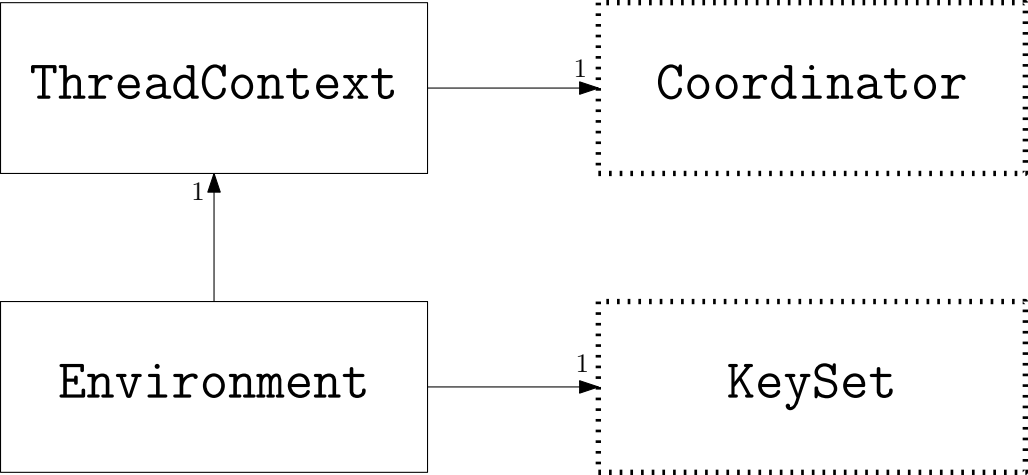 ThreadContext
1
Coordinator
1
Environment
1
KeySet